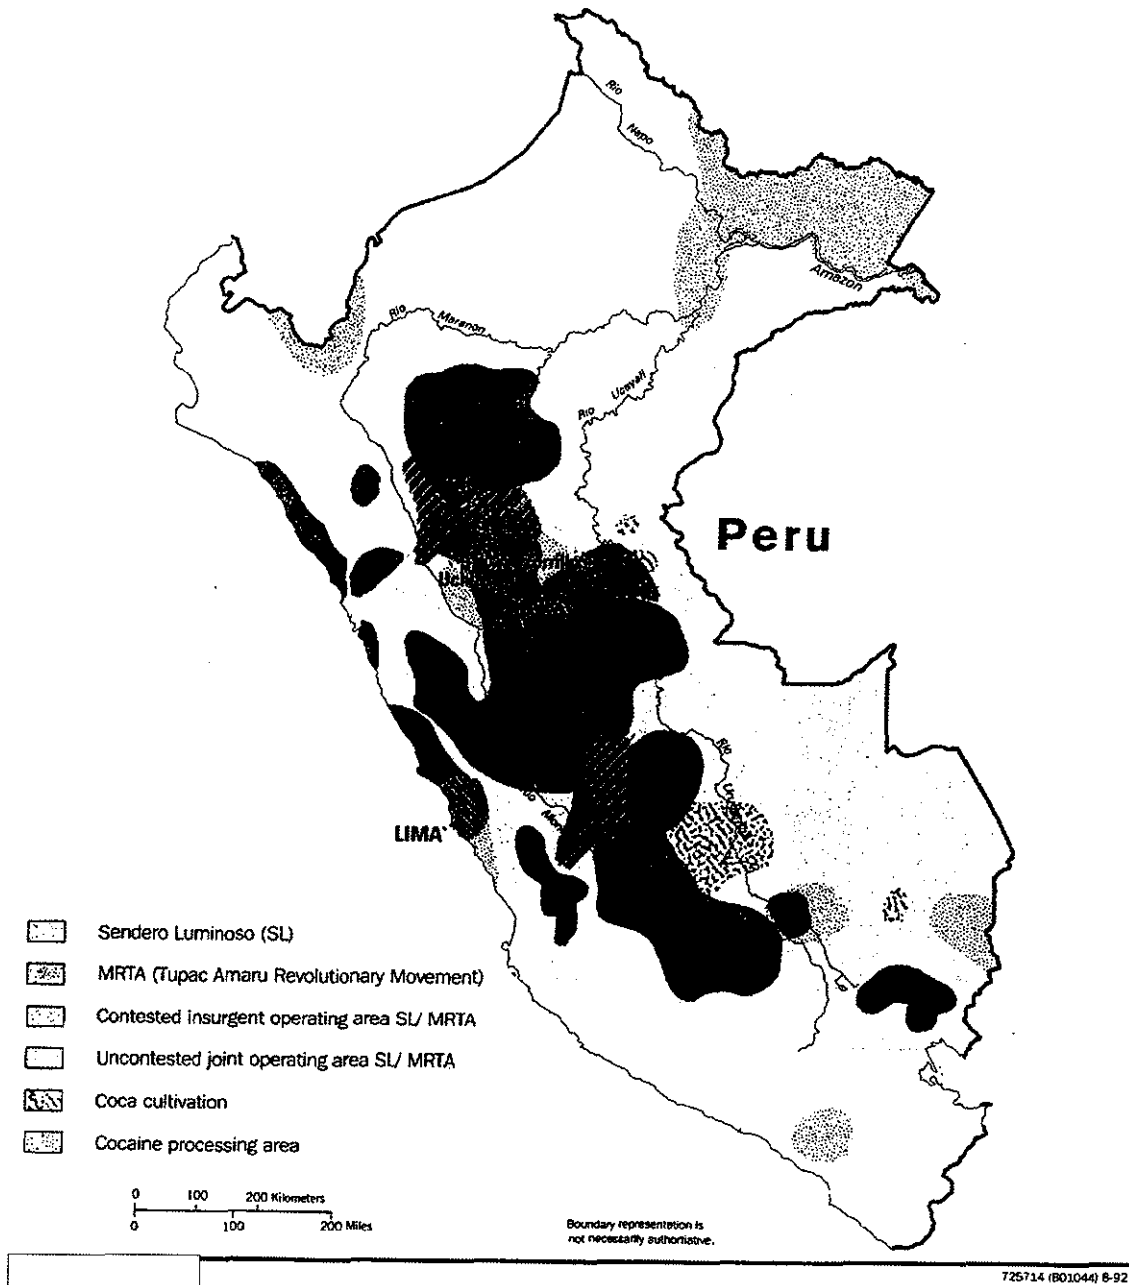 Rio
Napo
Amazon
Rio
Maranon
Rio
Ucayali
Peru
Rio
LIMA
Sendero Luminoso (SL)
MRTA (Tupac Amaru Revolutionary Movement)
Contested insurgent operating area SL/ MRTA
Uncontested joint operating area SL/ MRTA
Coca cultivation
Cocaine processing area
0 100 200 Kilometers
0 100 200 Miles
Boundary representation is
not necessarily authoritative.
725714 (B01044) 8-92